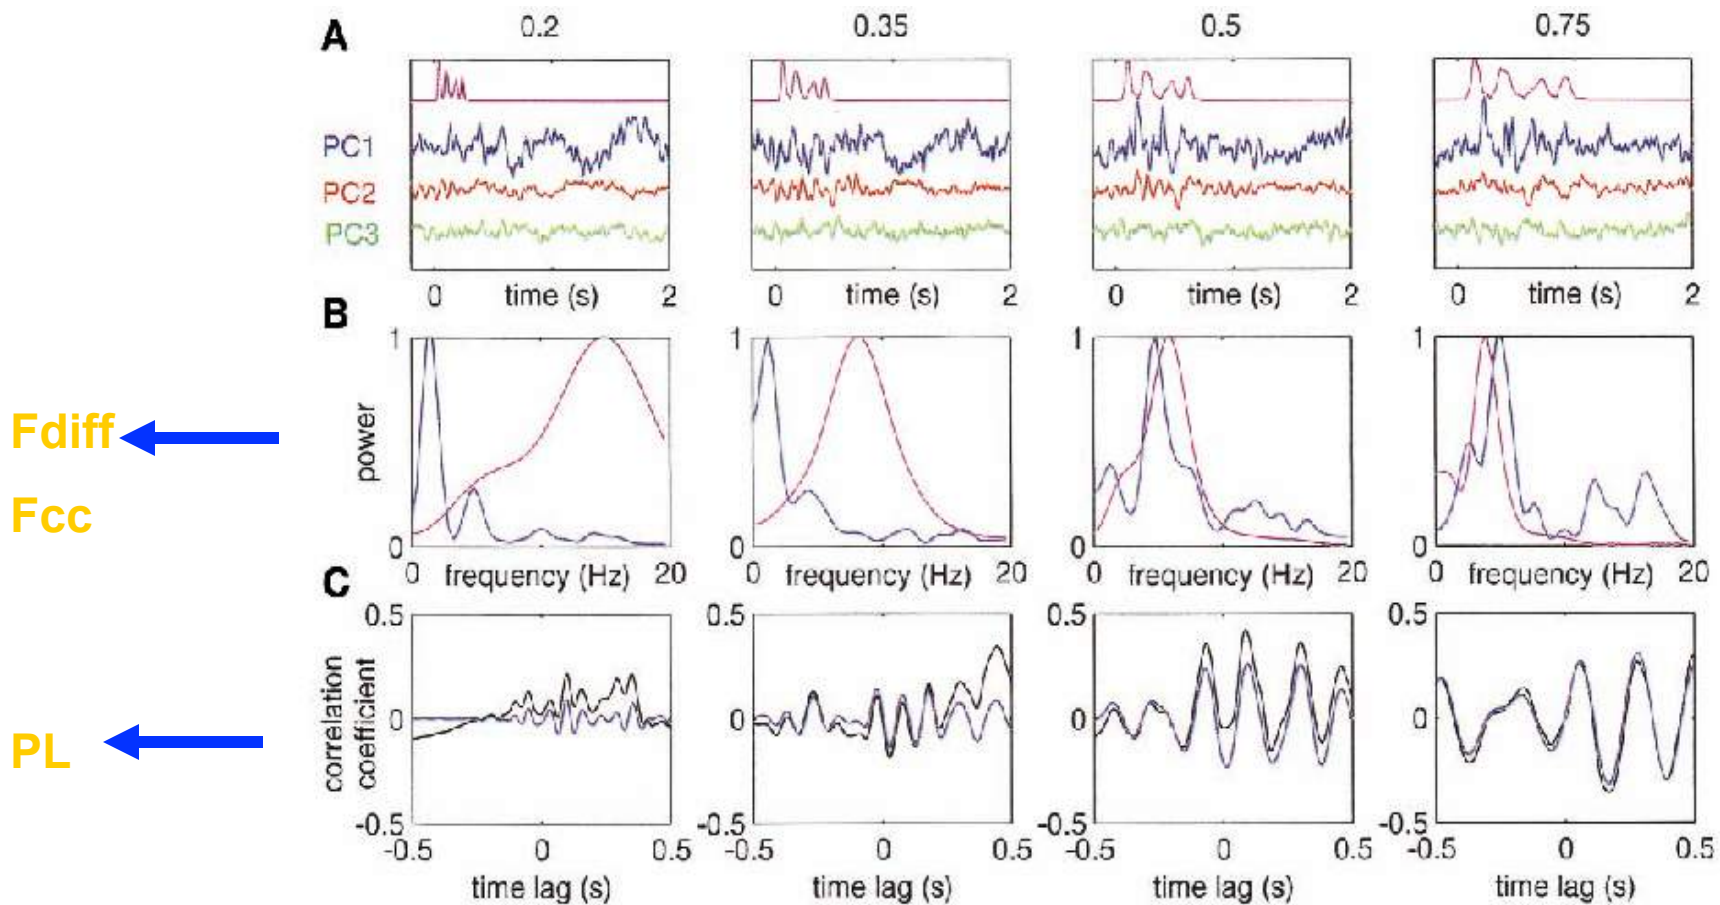 A 0.2 0.35 0.5 0.75
PC1
PC2
PC3
0 time (s) 2 0 time (s) 2 0 time (s) 2 0 time (s) 2
B
1 1 1 1
power
Fdiff
Fcc
0 0 0 0
0 frequency (Hz) 20 0 frequency (Hz) 20 0 frequency (Hz) 20 0 frequency (Hz) 20
C
0.5 0.5 0.5 0.5
correlation
coefficient
0 0 0 0
PL
-0.5 -0.5 -0.5 -0.5
-0.5 0 0.5 -0.5 0 0.5 -0.5 0 0.5 -0.5 0 0.5
time lag (s) time lag (s) time lag (s) time lag (s)